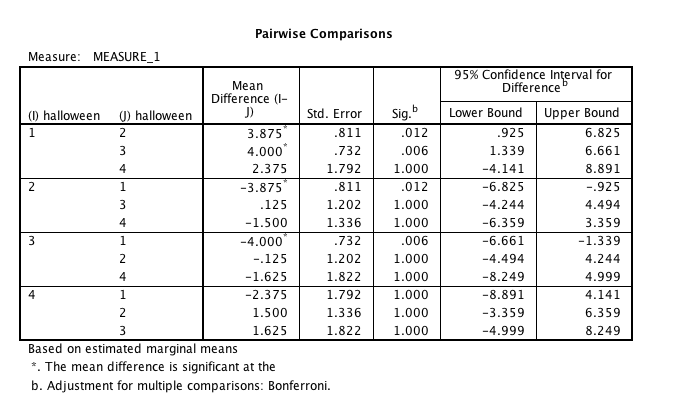 Pairwise Comparisons
Measure: MEASURE_1
(I) halloween (J) halloween Mean Difference (I-J) Std. Error Sig.b 95% Confidence Interval for Differenceb
Lower Bound Upper Bound
1 2 3.875* .811 .012 .925 6.825
3 4.000* .732 .006 1.339 6.661
4 2.375 1.792 1.000 -4.141 8.891
2 1 -3.875* .811 .012 -6.825 -.925
3 .125 1.202 1.000 -4.244 4.494
4 -1.500 1.336 1.000 -6.359 3.359
3 1 -4.000* .732 .006 -6.661 -1.339
2 -.125 1.202 1.000 -4.494 4.244
4 -1.625 1.822 1.000 -8.249 4.999
4 1 -2.375 1.792 1.000 -8.891 4.141
2 1.500 1.336 1.000 -3.359 6.359
3 1.625 1.822 1.000 -4.999 8.249
Based on estimated marginal means
*. The mean difference is significant at the
b. Adjustment for multiple comparisons: Bonferroni.